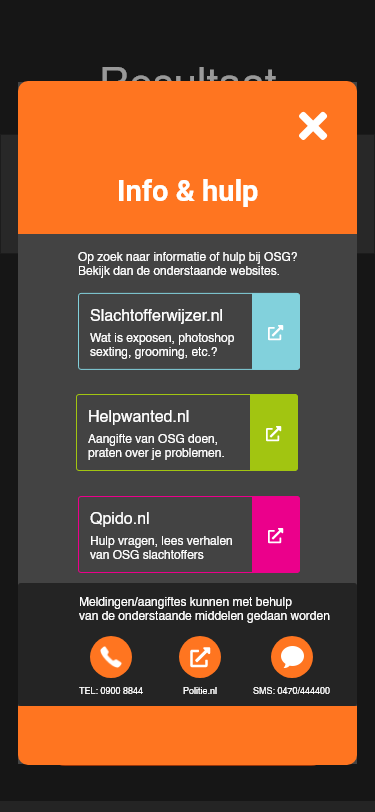 Resultaat
Info & hulp
Op zoek naar informatie of hulp bij OSG?
Bekijk dan de onderstaande websites.
Slachtofferwijzer.nl
Wat is exposen, photoshop
sexting, grooming, etc.?
Helpwanted.nl
Aangifte van OSG doen,
praten over je problemen.
Qpido.nl
Hulp vragen, lees verhalen
van OSG slachtoffers
Meldingen/aangiftes kunnen met behulp
van de onderstaande middelen gedaan worden
TEL: 0900 8844
Politie.nl
SMS: 0470/444400